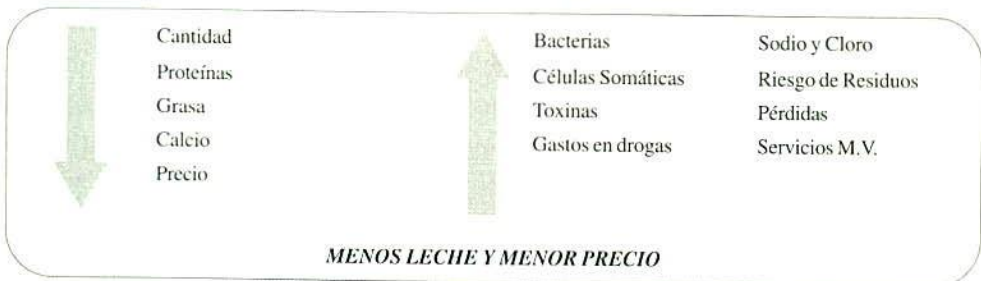 Cantidad
Proteínas
Grasa
Calcio
Precio
Bacterias
Células Somáticas
Toxinas
Gastos en drogas
Sodio y Cloro
Riesgo de Residuos
Pérdidas
Servicios M.V.
MENOS LECHE Y MENOR PRECIO